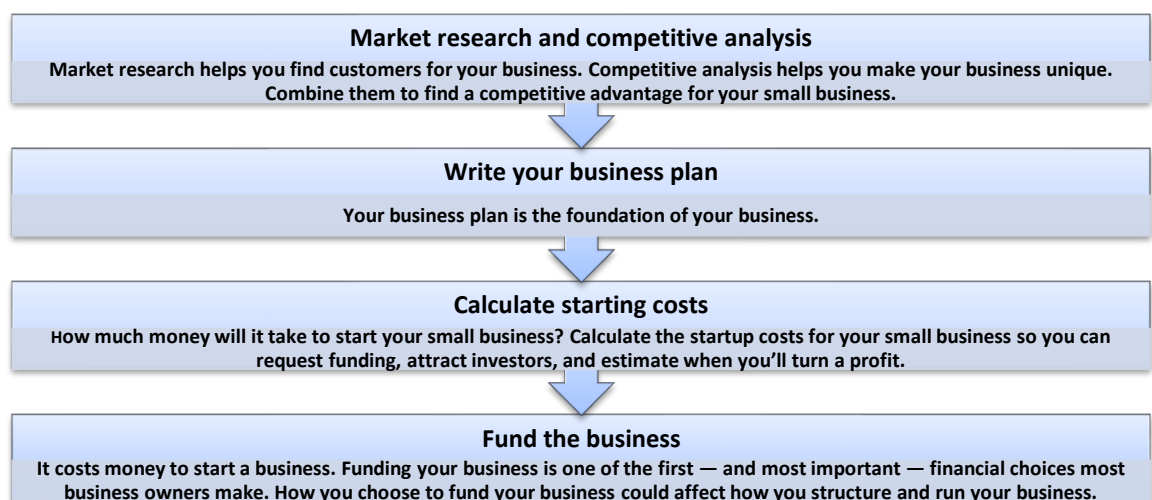 Market research and competitive analysis
Market research helps you find customers for your business. Competitive analysis helps you make your business unique.
Combine them to find a competitive advantage for your small business.
Write your business plan
Your business plan is the foundation of your business.
Calculate starting costs
How much money will it take to start your small business? Calculate the startup costs for your small business so you can
request funding, attract investors, and estimate when you’ll turn a profit.
Fund the business
It costs money to start a business. Funding your business is one of the first — and most important — financial choices most
business owners make. How you choose to fund your business could affect how you structure and run your business.